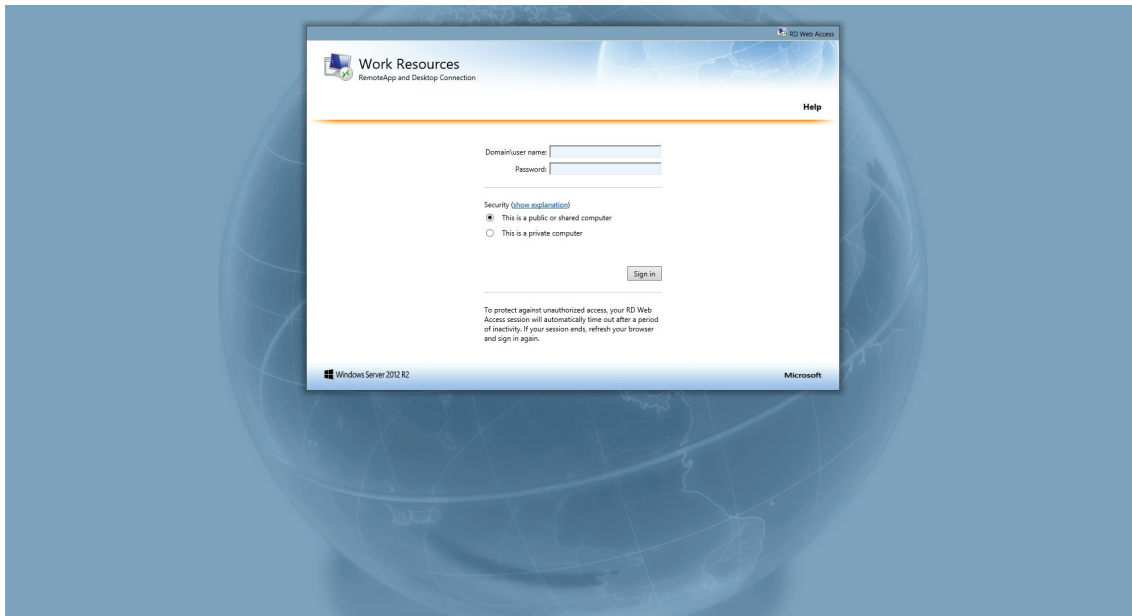 RD Web Access
Work Resources
RemoteApp and Desktop Connection
Help
Domain\user name:
Password:
Security (show explanation)
This is a public or shared computer
This is a private computer
Sign in
To protect against unauthorized access, your RD Web
Access session will automatically time out after a period
of inactivity. If your session ends, refresh your browser
and sign in again.
Windows Server 2012 R2
Microsoft